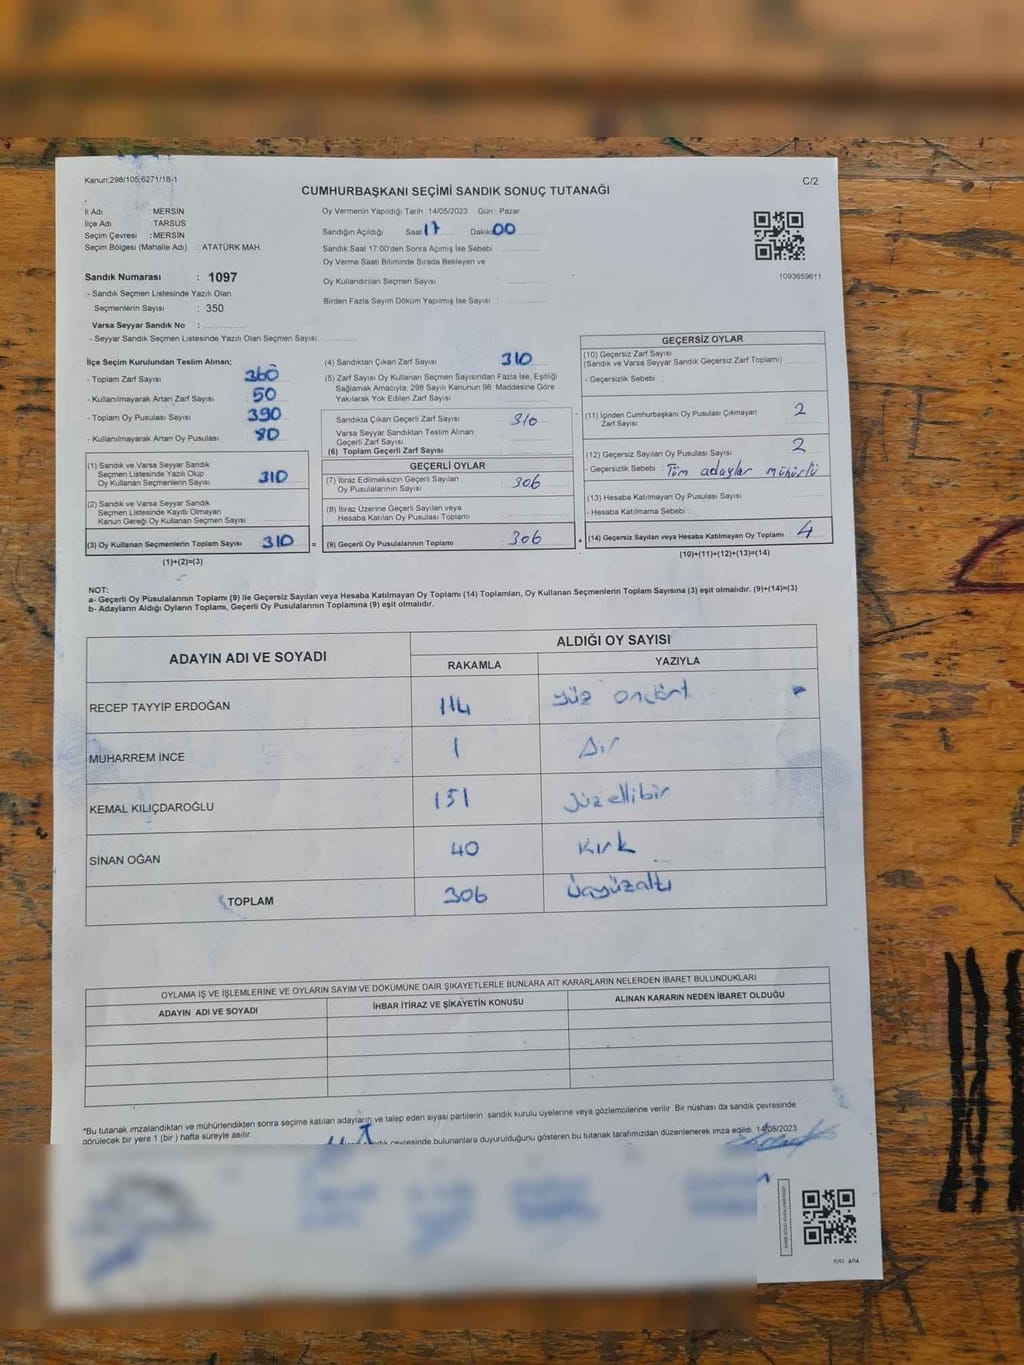 Kanun:298/105,6271/18-1
C/2
CUMHURBAŞKANI SEÇİMİ SANDIK SONUÇ TUTANAĞI
İl Adı : MERSİN
İlçe Adı : TARSUS
Seçim Çevresi : MERSİN
Seçim Bölgesi (Mahalle Adı) : ATATÜRK MAH.
Sandık Numarası : 1097
- Sandık Seçmen Listesinde Yazılı Olan
Seçmenlerin Sayısı : 350
Varsa Seyyar Sandık No :
- Seyyar Sandık Seçmen Listesinde Yazılı Olan Seçmen Sayısı:
Oy Vermenin Yapıldığı Tarih :14/05/2023 Gün : Pazar
Sandığın Açıldığı Saat 17 Dakika 00
Sandık Saat 17:00'den Sonra Açılmış İse Sebebi
Oy Verme Saati Bitiminde Sırada Bekleyen ve
Oy Kullandırılan Seçmen Sayısı :
Birden Fazla Sayım Döküm Yapılmış İse Sayısı :
1093659611
İlçe Seçim Kurulundan Teslim Alınan;
- Toplam Zarf Sayısı 360
- Kullanılmayarak Artan Zarf Sayısı 50
- Toplam Oy Pusulası Sayısı 390
- Kullanılmayarak Artan Oy Pusulası 80
(1) Sandık ve Varsa Seyyar Sandık
Seçmen Listesinde Yazılı Olup
Oy Kullanan Seçmenlerin Sayısı 310
(2) Sandık ve Varsa Seyyar Sandık
Seçmen Listesinde Kayıtlı Olmayan
Kanun Gereği Oy Kullanan Seçmen Sayısı
(3) Oy Kullanan Seçmenlerin Toplam Sayısı 310
(1)+(2)=(3)
(4) Sandıktan Çıkan Zarf Sayısı 310
(5) Zarf Sayısı Oy Kullanan Seçmen Sayısından Fazla İse, Eşitliği
Sağlamak Amacıyla; 298 Sayılı Kanunun 98. Maddesine Göre
Yakılarak Yok Edilen Zarf Sayısı
Sandıkta Çıkan Geçerli Zarf Sayısı 310
Varsa Seyyar Sandıktan Teslim Alınan
Geçerli Zarf Sayısı
(6) Toplam Geçerli Zarf Sayısı
GEÇERLİ OYLAR
(7) İtiraz Edilmeksizin Geçerli Sayılan
Oy Pusulalarının Sayısı 306
(8) İtiraz Üzerine Geçerli Sayılan veya
Hesaba Katılan Oy Pusulası Toplamı
= (9) Geçerli Oy Pusulalarının Toplamı 306
GEÇERSİZ OYLAR
(10) Geçersiz Zarf Sayısı
(Sandık ve Varsa Seyyar Sandık Geçersiz Zarf Toplamı)
- Geçersizlik Sebebi :
(11) İçinden Cumhurbaşkanı Oy Pusulası Çıkmayan
Zarf Sayısı 2
(12) Geçersiz Sayılan Oy Pusulası Sayısı 2
- Geçersizlik Sebebi : Tüm adaylar mühürlü
(13) Hesaba Katılmayan Oy Pusulası Sayısı
- Hesaba Katılmama Sebebi :
+ (14) Geçersiz Sayılan veya Hesaba Katılmayan Oy Toplamı 4
(10)+(11)+(12)+(13)=(14)
NOT:
a- Geçerli Oy Pusulalarının Toplamı (9) ile Geçersiz Sayılan veya Hesaba Katılmayan Oy Toplamı (14) Toplamları, Oy Kullanan Seçmenlerin Toplam Sayısına (3) eşit olmalıdır. (9)+(14)=(3)
b- Adayların Aldığı Oyların Toplamı, Geçerli Oy Pusulalarının Toplamına (9) eşit olmalıdır.
ADAYIN ADI VE SOYADI ALDIĞI OY SAYISI
RAKAMLA YAZIYLA
RECEP TAYYİP ERDOĞAN 114 yüz ondört
MUHARREM İNCE 1 Bir
KEMAL KILIÇDAROĞLU 151 yüzellibir
SİNAN OĞAN 40 Kırk
TOPLAM 306 üçyüzaltı
OYLAMA İŞ VE İŞLEMLERİNE VE OYLARIN SAYIM VE DÖKÜMÜNE DAİR ŞİKAYETLERLE BUNLARA AİT KARARLARIN NELERDEN İBARET BULUNDUKLARI
ADAYIN ADI VE SOYADI İHBAR İTİRAZ VE ŞİKAYETİN KONUSU ALINAN KARARIN NEDEN İBARET OLDUĞU
*Bu tutanak imzalandıktan ve mühürlendikten sonra seçime katılan adayların ve talep eden siyasi partilerin sandık kurulu üyelerine veya gözlemcilerine verilir. Bir nüshası da sandık çevresinde
görülecek bir yere 1 (bir) hafta süreyle asılır.
çevresinde bulunanlara duyurulduğunu gösteren bu tutanak tarafımızdan düzenlenerek imza edildi. 14/05/2023